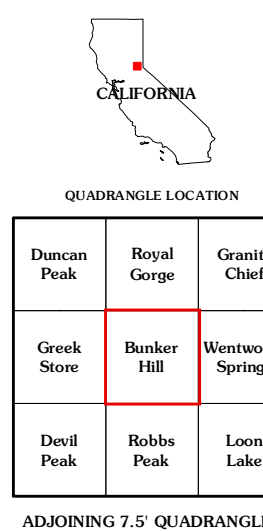 CALIFORNIA
QUADRANGLE LOCATION
Duncan Peak
Royal Gorge
Granit Chief
Greek Store
Bunker Hill
Wentwo Spring
Devil Peak
Robbs Peak
Loon Lake
ADJOINING 7.5' QUADRANGL